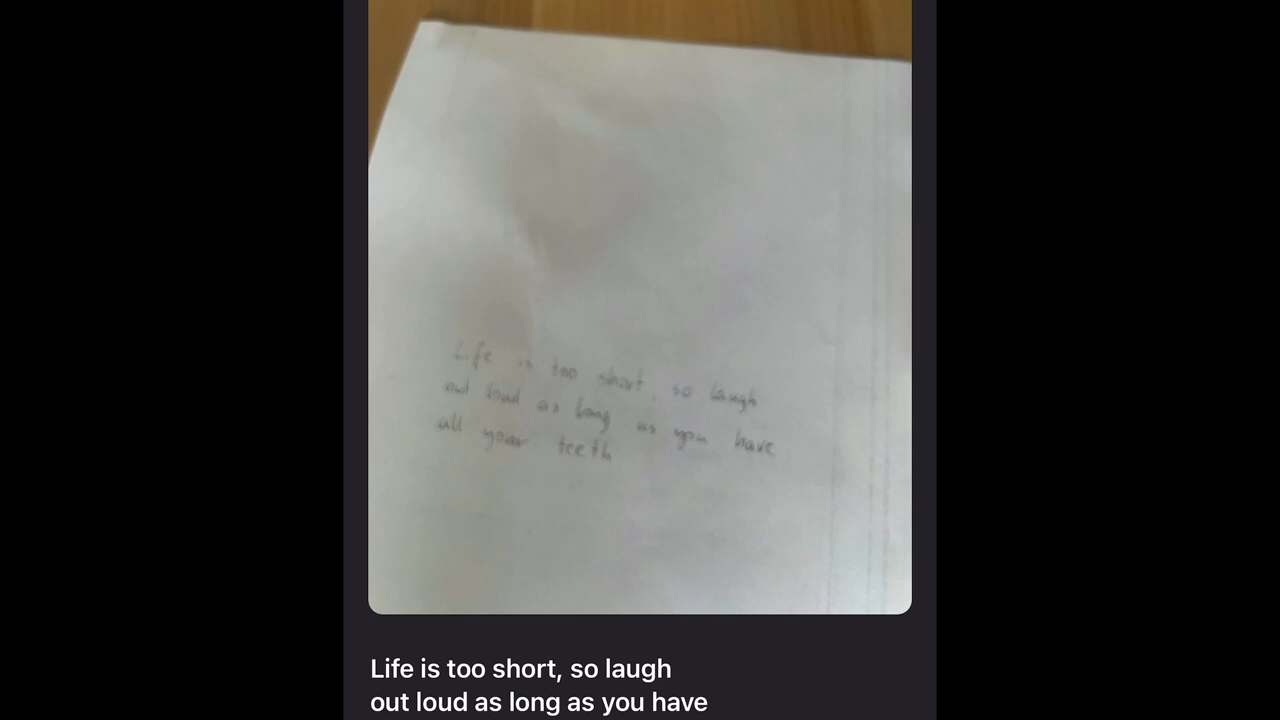 Life is too short, so laugh
out loud as long as you have
all your teeth
Life is too short, so laugh
out loud as long as you have